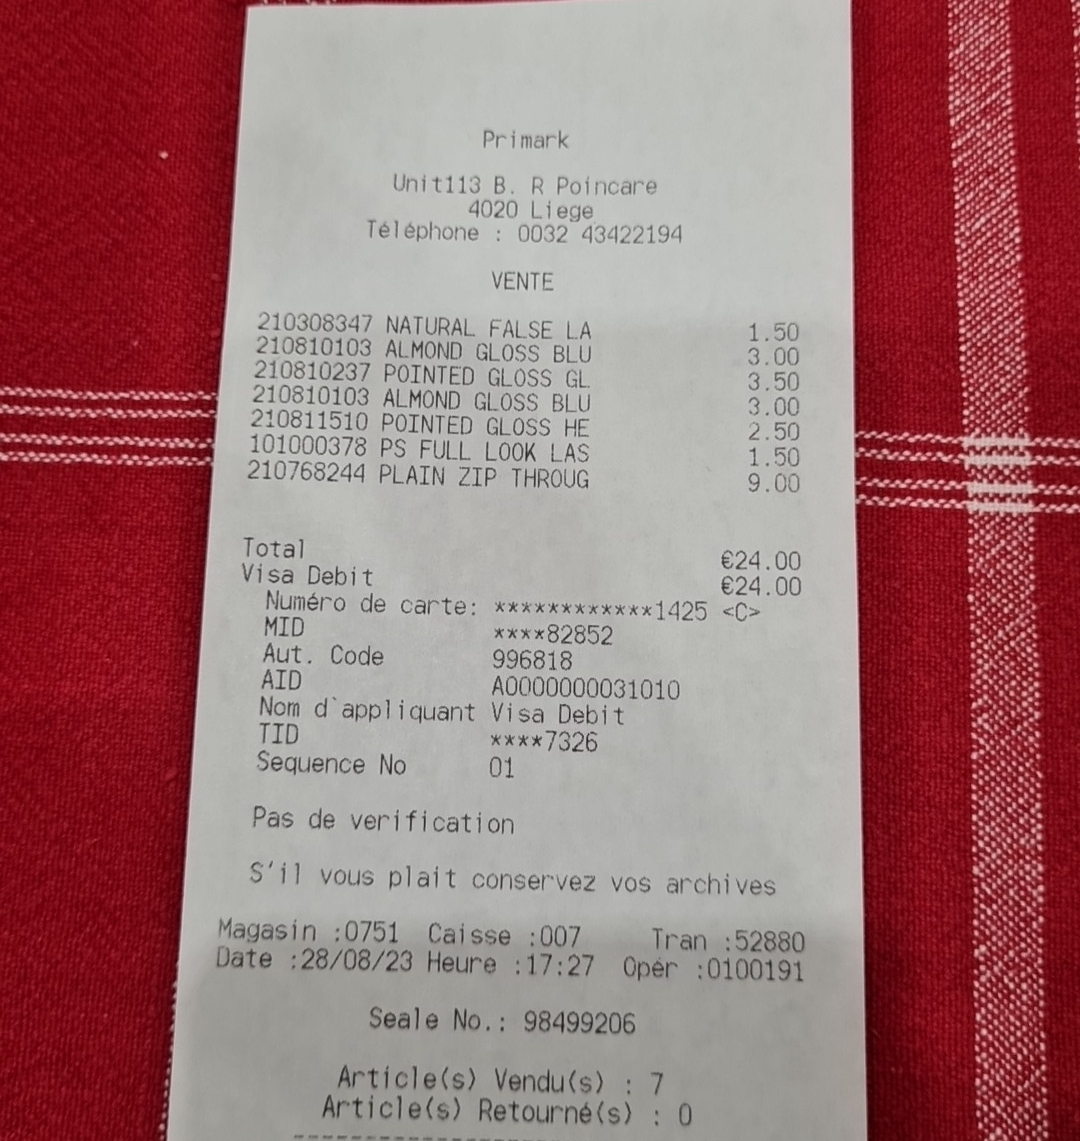 Primark
Unit113 B. R Poincare
4020 Liege
Téléphone : 0032 43422194
VENTE
210308347 NATURAL FALSE LA 1.50
210810103 ALMOND GLOSS BLU 3.00
210810237 POINTED GLOSS GL 3.50
210810103 ALMOND GLOSS BLU 3.00
210811510 POINTED GLOSS HE 2.50
101000378 PS FULL LOOK LAS 1.50
210768244 PLAIN ZIP THROUG 9.00
Total €24.00
Visa Debit €24.00
Numéro de carte: ************1425 <C>
MID ****82852
Aut. Code 996818
AID A0000000031010
Nom d`appliquant Visa Debit
TID ****7326
Sequence No 01
Pas de verification
S'il vous plait conservez vos archives
Magasin :0751 Caisse :007 Tran :52880
Date :28/08/23 Heure :17:27 Opér :0100191
Seale No.: 98499206
Article(s) Vendu(s) : 7
Article(s) Retourné(s) : 0